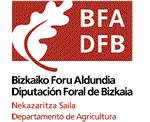 BFA
DFB
Bizkaiko Foru Aldundia
Diputación Foral de Bizkaia
Nekazaritza Saila
Departamento de Agricultura